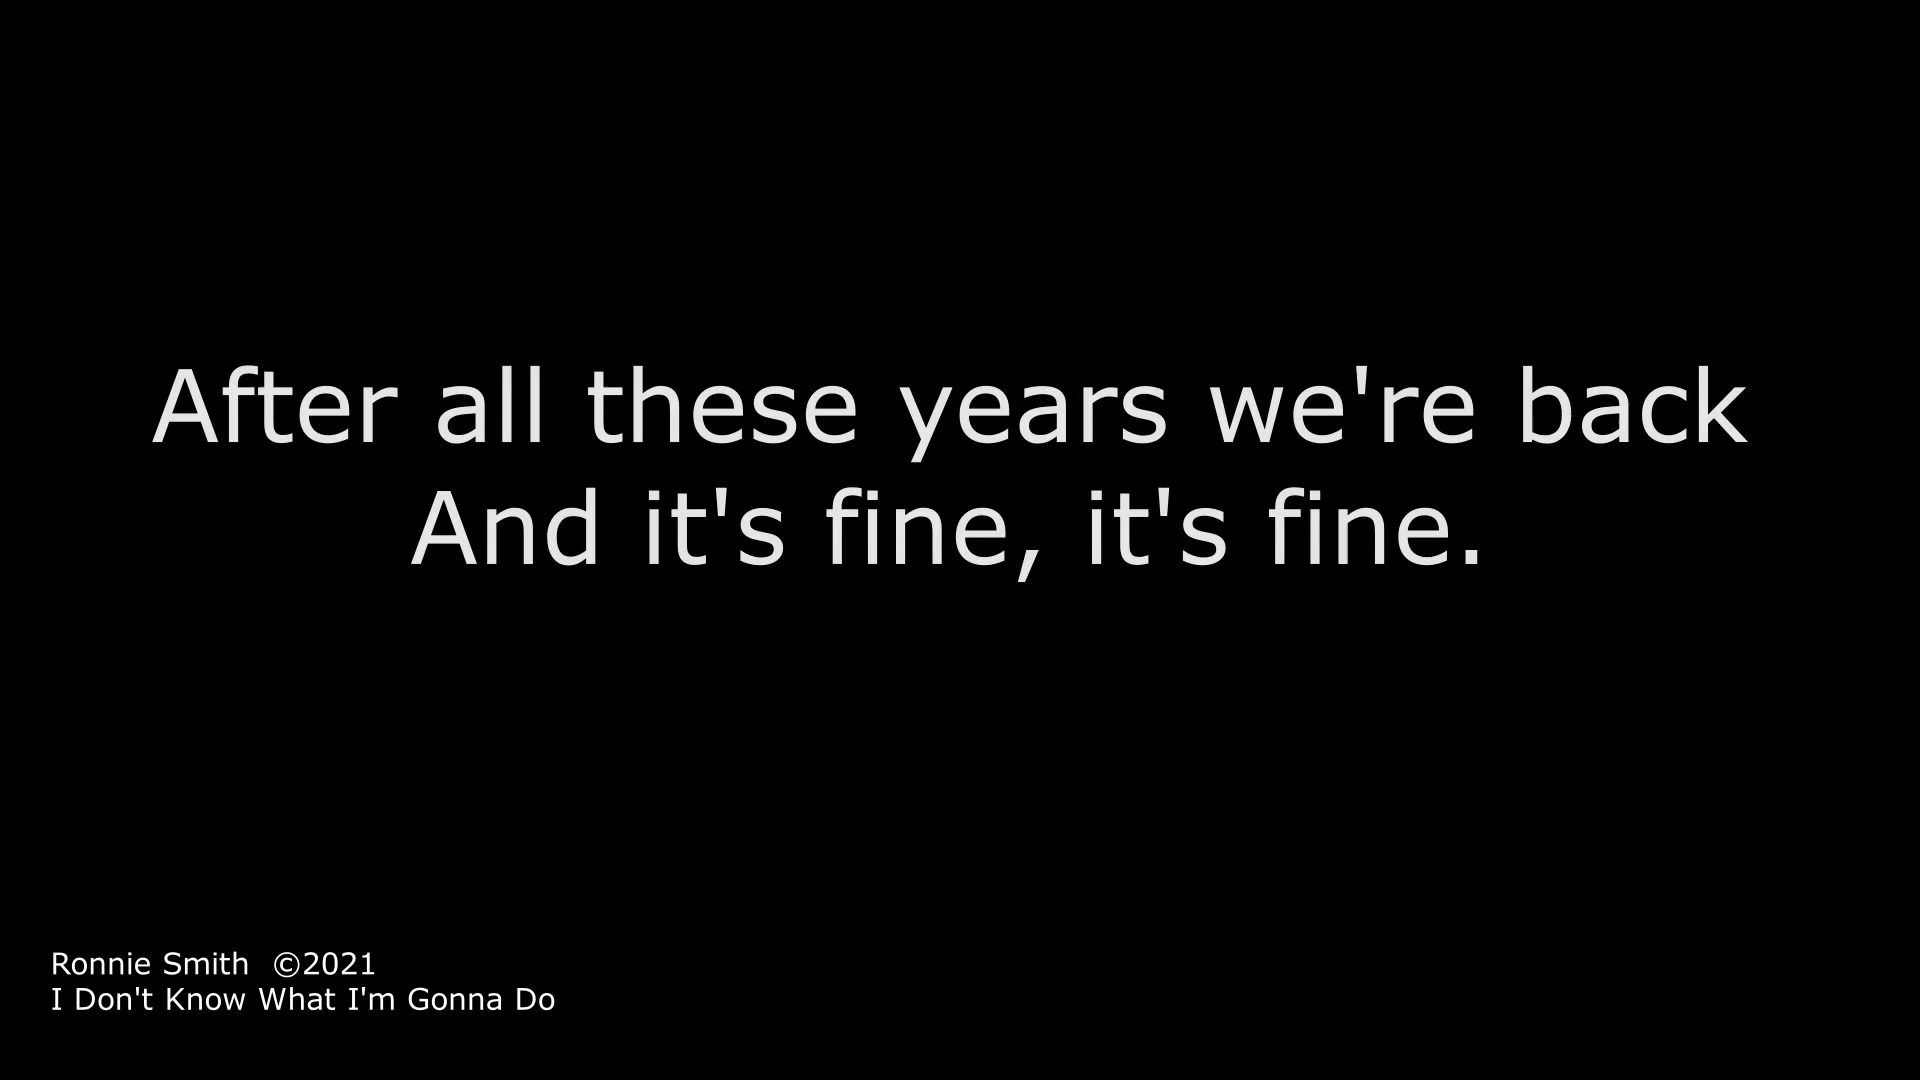 After all these years we're back
And it's fine, it's fine.
Ronnie Smith  ©2021
I Don't Know What I'm Gonna Do